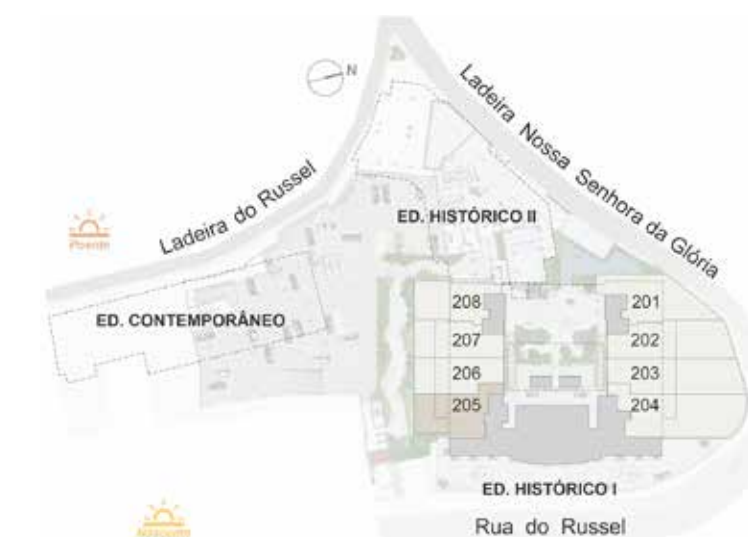 N
Ladeira Nossa Senhora da Glória
Ladeira do Russel
Poente
ED. HISTÓRICO II
ED. CONTEMPORÂNEO
208
201
207
202
206
203
205
204
ED. HISTÓRICO I
Nascente
Rua do Russel